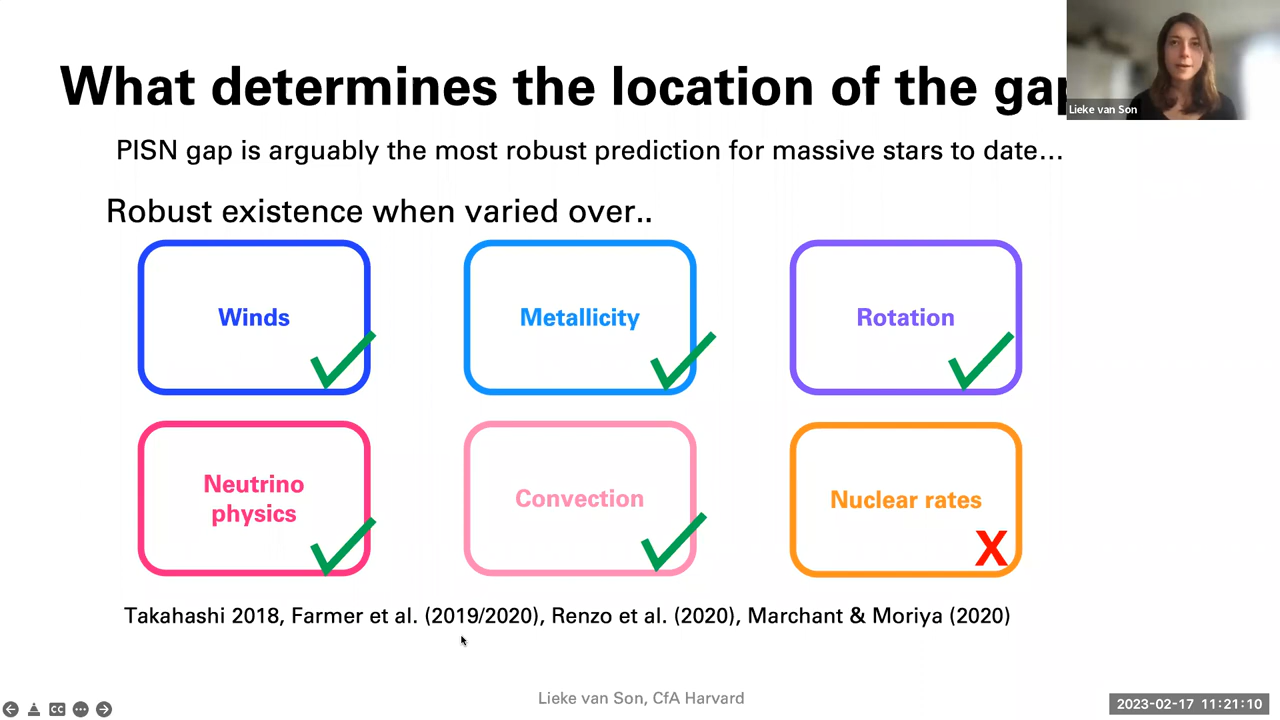 What determines the location of the gap
Lieke van Son
PISN gap is arguably the most robust prediction for massive stars to date...
Robust existence when varied over..
Winds
Metallicity
Rotation
Neutrino
physics
Convection
Nuclear rates
X
Takahashi 2018, Farmer et al. (2019/2020), Renzo et al. (2020), Marchant & Moriya (2020)
Lieke van Son, CfA Harvard
CC
2023-02-17 11:21:10